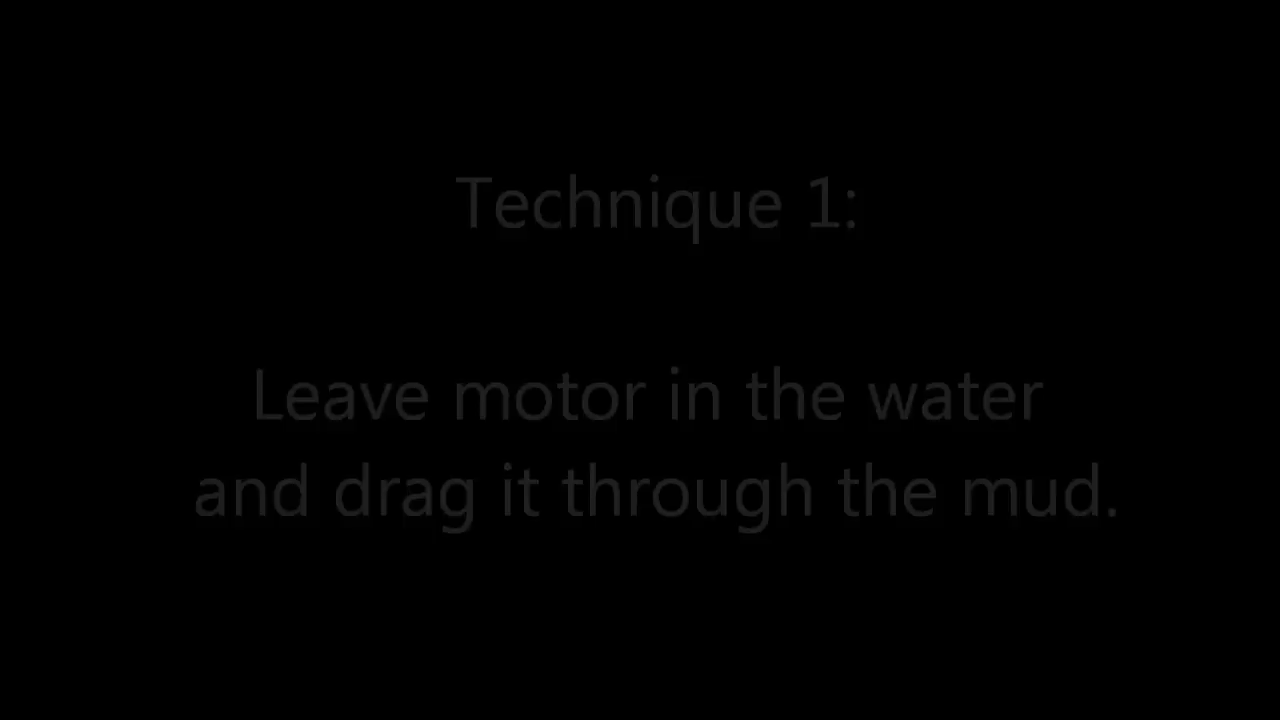 Technique 1:
Leave motor in the water
and drag it through the mud.